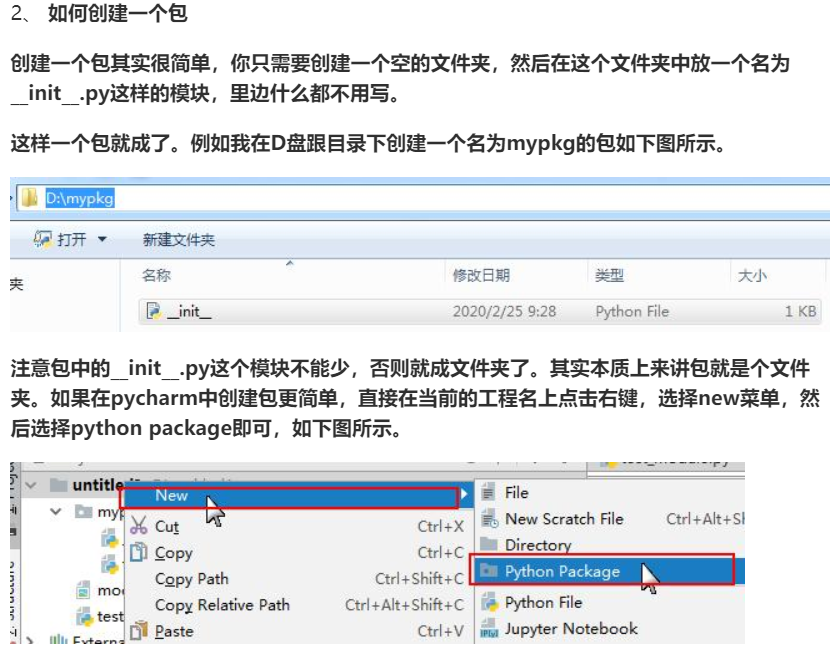 2、 如何创建一个包
创建一个包其实很简单，你只需要创建一个空的文件夹，然后在这个文件夹中放一个名为
__init__.py这样的模块，里边什么都不用写。
这样一个包就成了。例如我在D盘跟目录下创建一个名为mypkg的包如下图所示。
D:\mypkg
打开 新建文件夹
夹 名称 修改日期 类型 大小
__init__ 2020/2/25 9:28 Python File 1 KB
注意包中的__init__.py这个模块不能少，否则就成文件夹了。其实本质上来讲包就是个文件
夹。如果在pycharm中创建包更简单，直接在当前的工程名上点击右键，选择new菜单，然
后选择python package即可，如下图所示。
untitle
New
Cut Ctrl+X
Copy Ctrl+C
Copy Path Ctrl+Shift+C
Copy Relative Path Ctrl+Alt+Shift+C
Paste Ctrl+V
File
New Scratch File Ctrl+Alt+Sh
Directory
Python Package
Python File
Jupyter Notebook
myp
mod
test
Externa